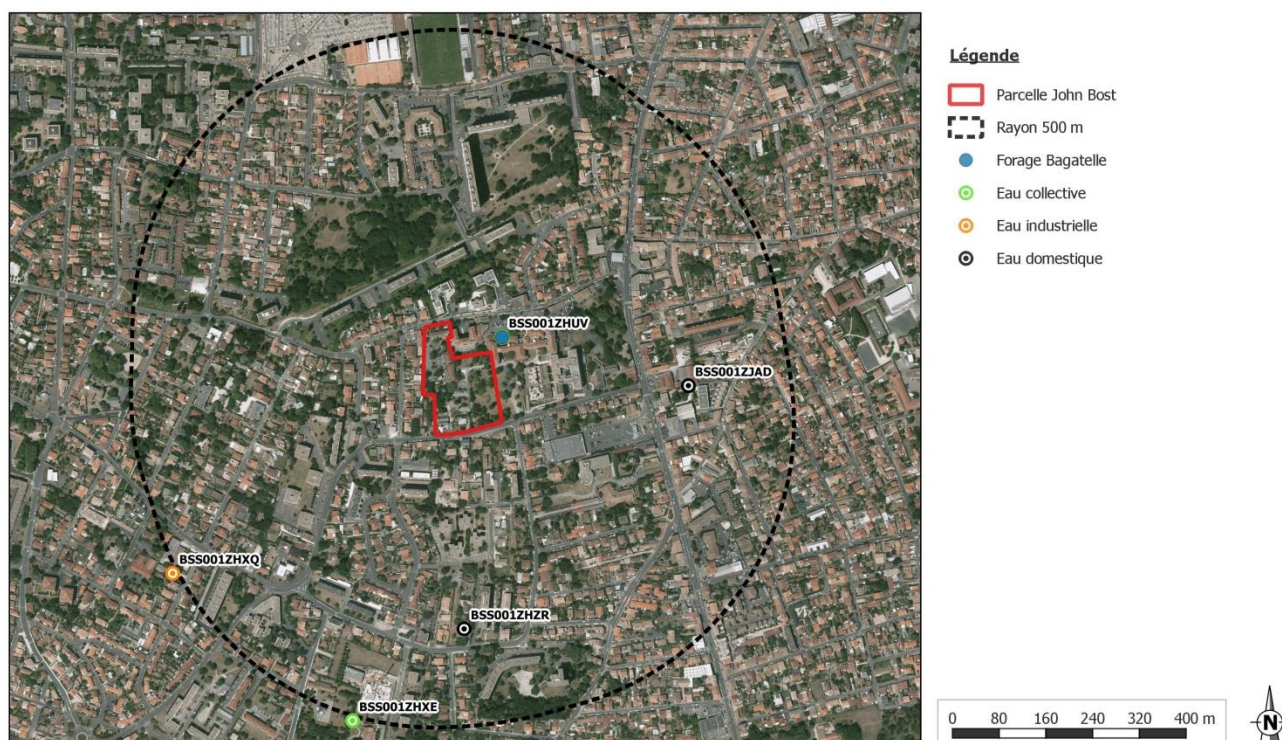 Légende
Parcelle John Bost
Rayon 500 m
Forage Bagatelle
Eau collective
Eau industrielle
Eau domestique
BSS001ZHUV
BSS001ZJAD
BSS001ZHXQ
BSS001ZHZR
BSS001ZHXE
0 80 160 240 320 400 m
N